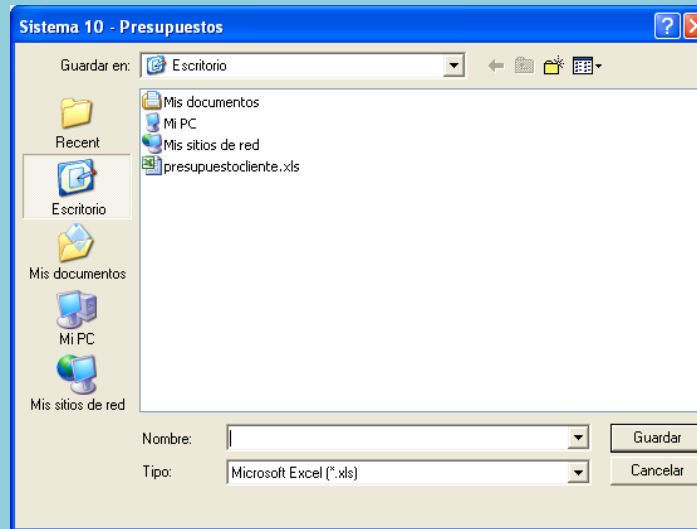 Sistema 10 - Presupuestos
Guardar en: Escritorio
Mis documentos
Mi PC
Mis sitios de red
presupuestocliente.xls
Recent
Escritorio
Mis documentos
Mi PC
Mis sitios de red
Nombre: Guardar
Tipo: Microsoft Excel (*.xls) Cancelar